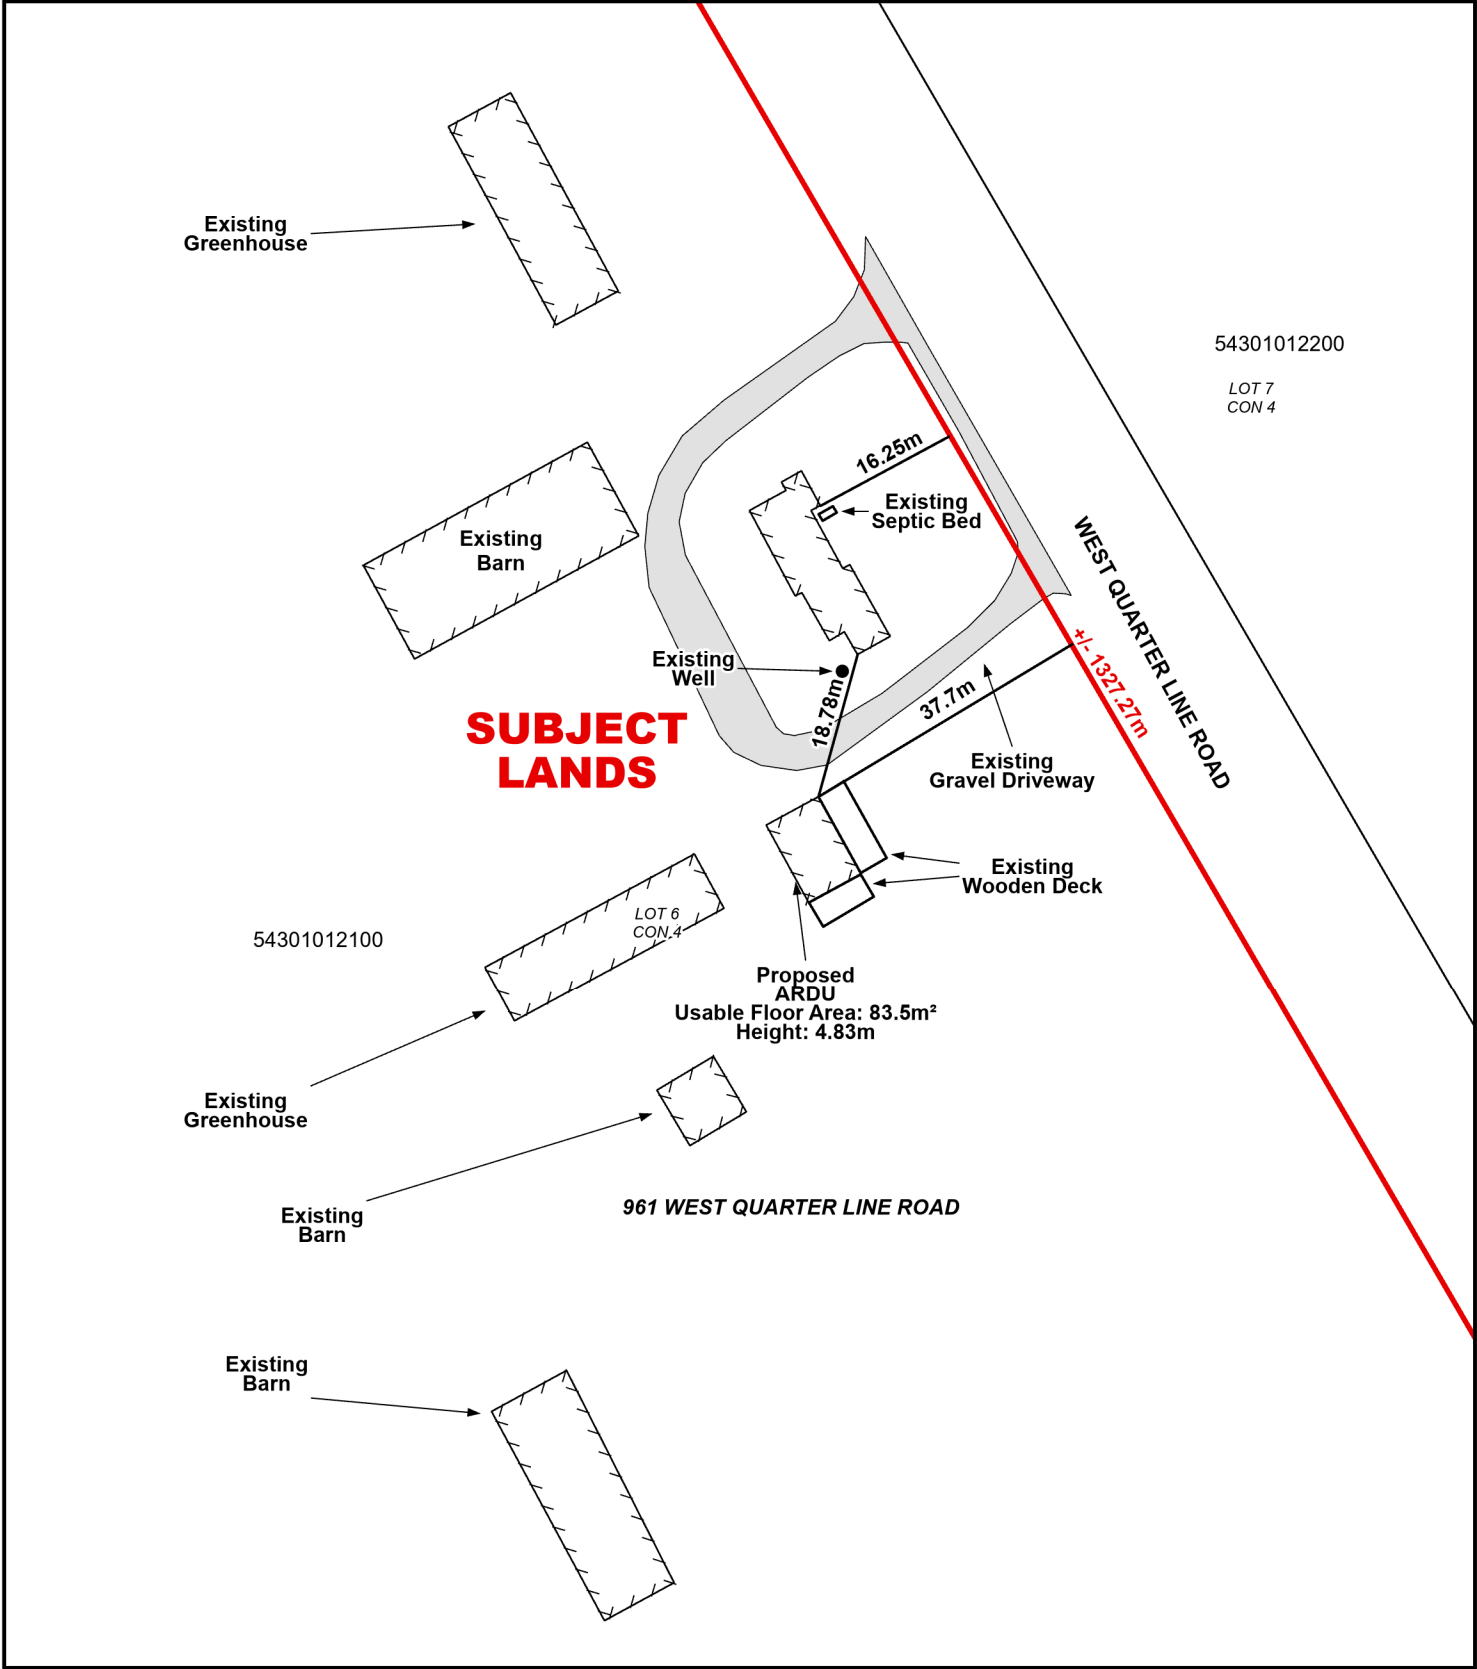 Existing
Greenhouse
54301012200
LOT 7
CON 4
16.25m
Existing
Septic Bed
Existing
Barn
WEST QUARTER LINE ROAD
+/- 1327.27m
Existing
Well
18.78m
37.7m
SUBJECT
LANDS
Existing
Gravel Driveway
Existing
Wooden Deck
LOT 6
CON 4
54301012100
Proposed
ARDU
Usable Floor Area: 83.5m²
Height: 4.83m
Existing
Greenhouse
Existing
Barn
961 WEST QUARTER LINE ROAD
Existing
Barn